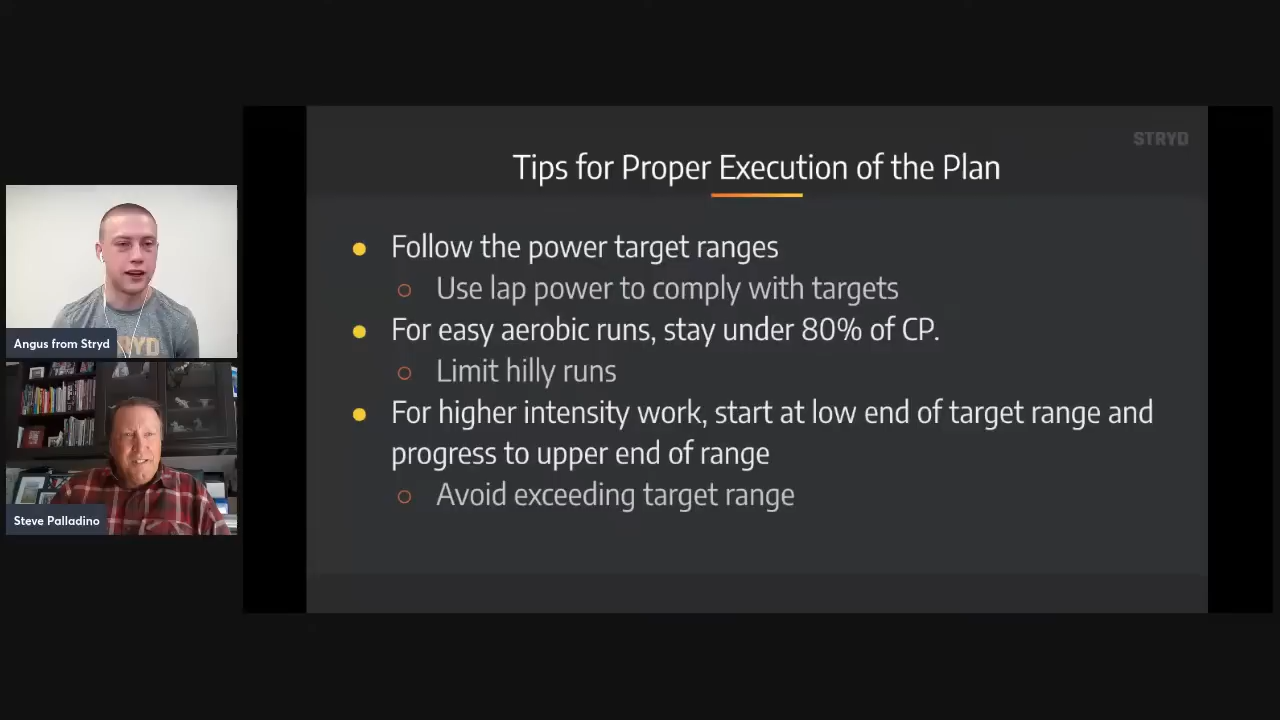 STRYD
Tips for Proper Execution of the Plan
Follow the power target ranges
Use lap power to comply with targets
For easy aerobic runs, stay under 80% of CP.
Limit hilly runs
For higher intensity work, start at low end of target range and
progress to upper end of range
Avoid exceeding target range
Angus from Stryd
Steve Palladino